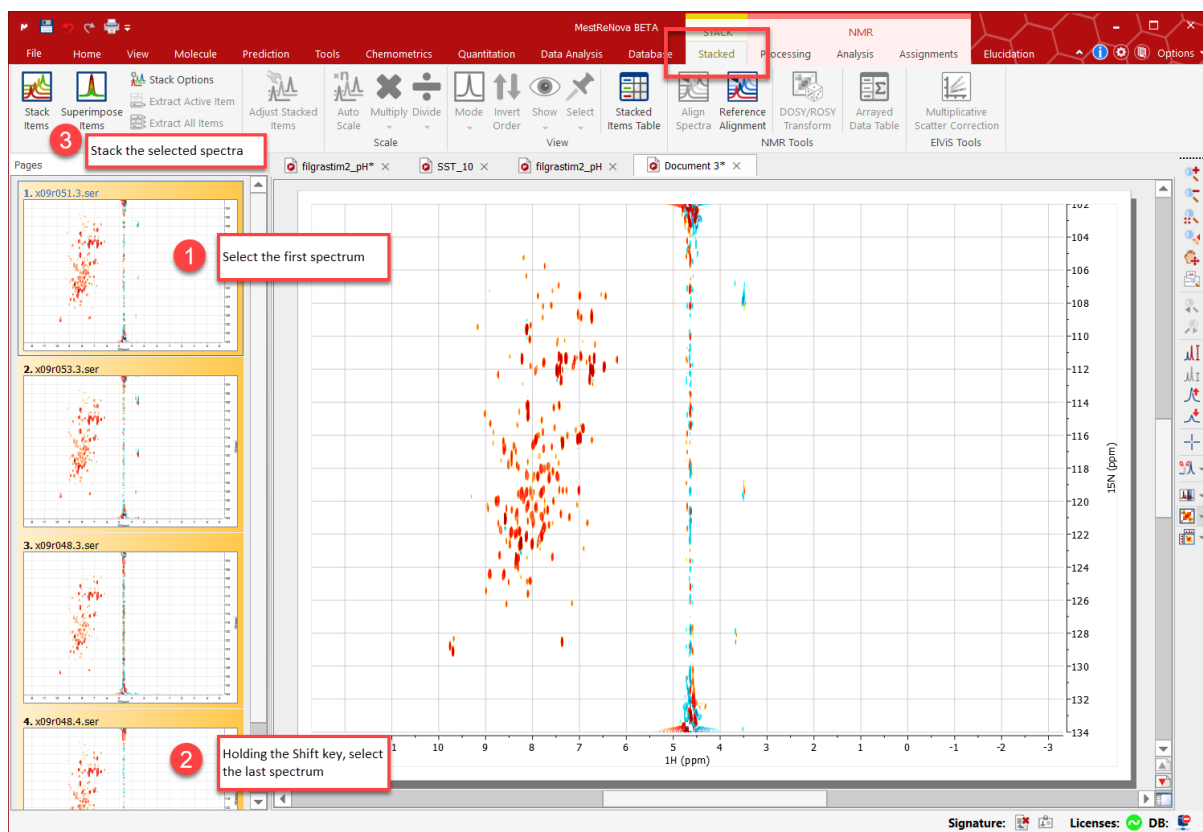 MestReNova BETA
STACK
NMR
File Home View Molecule Prediction Tools Chemometrics Quantitation Data Analysis Database Stacked Processing Analysis Assignments Elucidation Options
Stack Items
Superimpose Items
Stack Options
Extract Active Item
Extract All Items
Adjust Stacked Items
Auto Scale
Multiply
Divide
Mode
Invert Order
Show
Select
Stacked Items Table
Align Spectra
Reference Alignment
DOSY/ROSY Transform
Arrayed Data Table
Multiplicative Scatter Correction
Scale
View
NMR Tools
ElViS Tools
3
Stack the selected spectra
Pages
filgrastim2_pH*
SST_10
filgrastim2_pH
Document 3*
1. x09r051.3.ser
1
Select the first spectrum
2. x09r053.3.ser
3. x09r048.3.ser
4. x09r048.4.ser
2
Holding the Shift key, select
the last spectrum
102
104
106
108
110
112
114
116
118
120
122
124
126
128
130
132
134
15N (ppm)
10 9 8 7 6 5 4 3 2 1 0 -1 -2 -3
1H (ppm)
Signature: Licenses: DB: